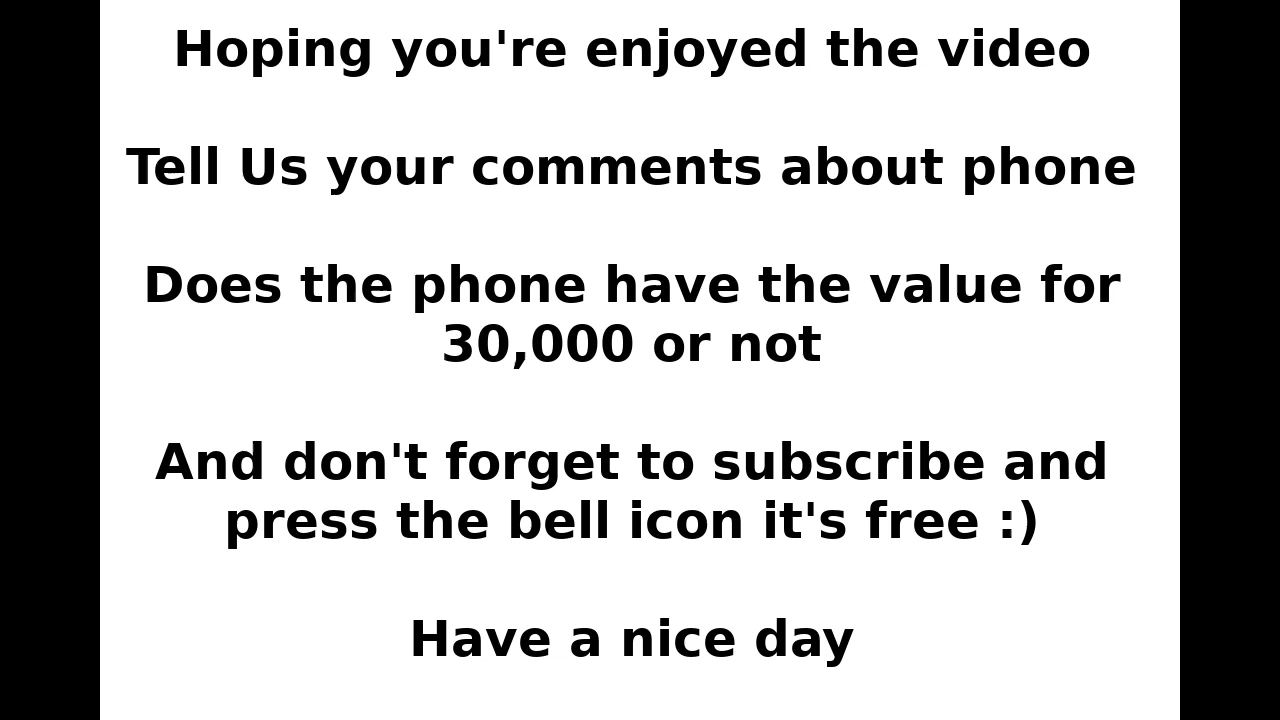 Hoping you're enjoyed the video
Tell Us your comments about phone
Does the phone have the value for
30,000 or not
And don't forget to subscribe and
press the bell icon it's free :)
Have a nice day